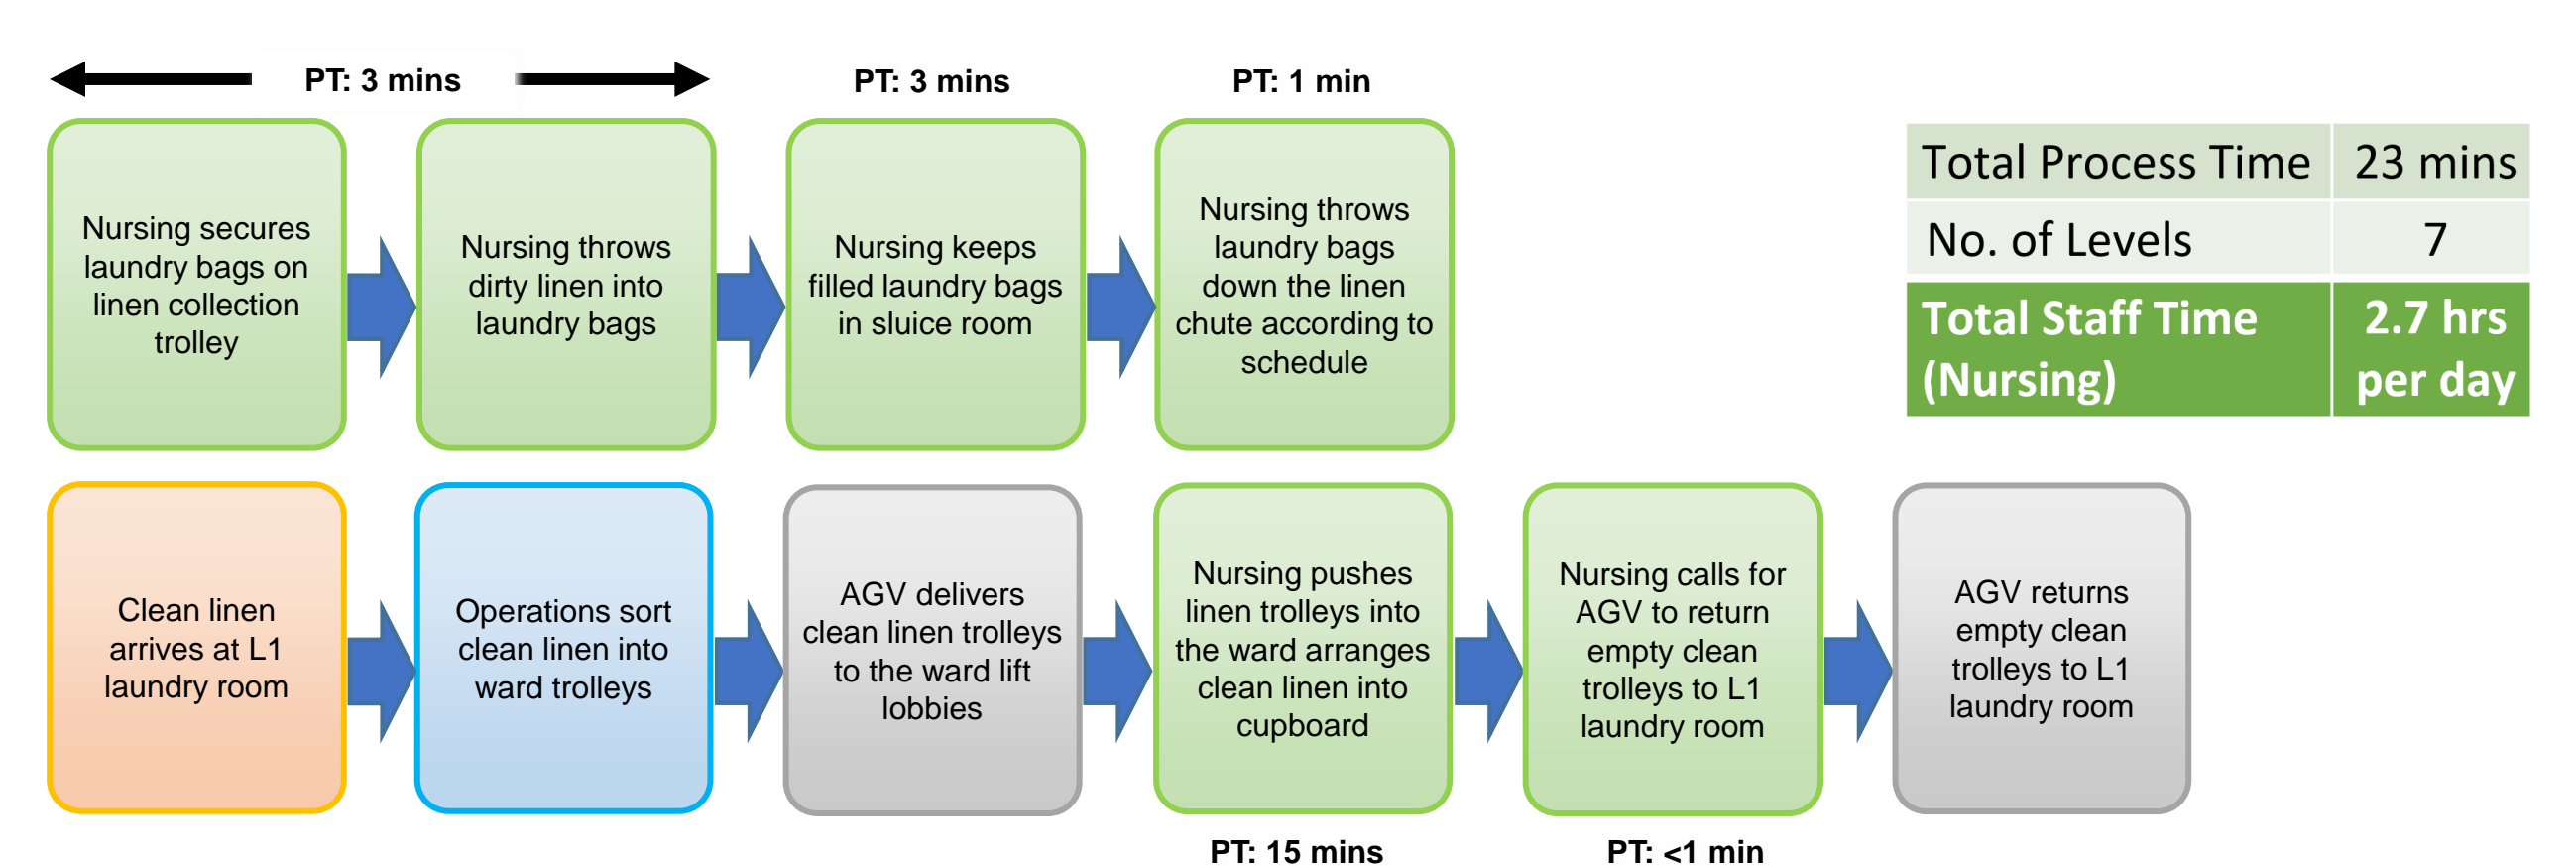 PT: 3 mins
PT: 3 mins
PT: 1 min
Nursing secures
laundry bags on
linen collection
trolley
Nursing throws
dirty linen into
laundry bags
Nursing keeps
filled laundry bags
in sluice room
Nursing throws
laundry bags
down the linen
chute according to
schedule
Total Process Time 23 mins
No. of Levels 7
Total Staff Time
(Nursing)
2.7 hrs
per day
Clean linen
arrives at L1
laundry room
Operations sort
clean linen into
ward trolleys
AGV delivers
clean linen trolleys
to the ward lift
lobbies
Nursing pushes
linen trolleys into
the ward arranges
clean linen into
cupboard
Nursing calls for
AGV to return
empty clean
trolleys to L1
laundry room
AGV returns
empty clean
trolleys to L1
laundry room
PT: 15 mins
PT: <1 min